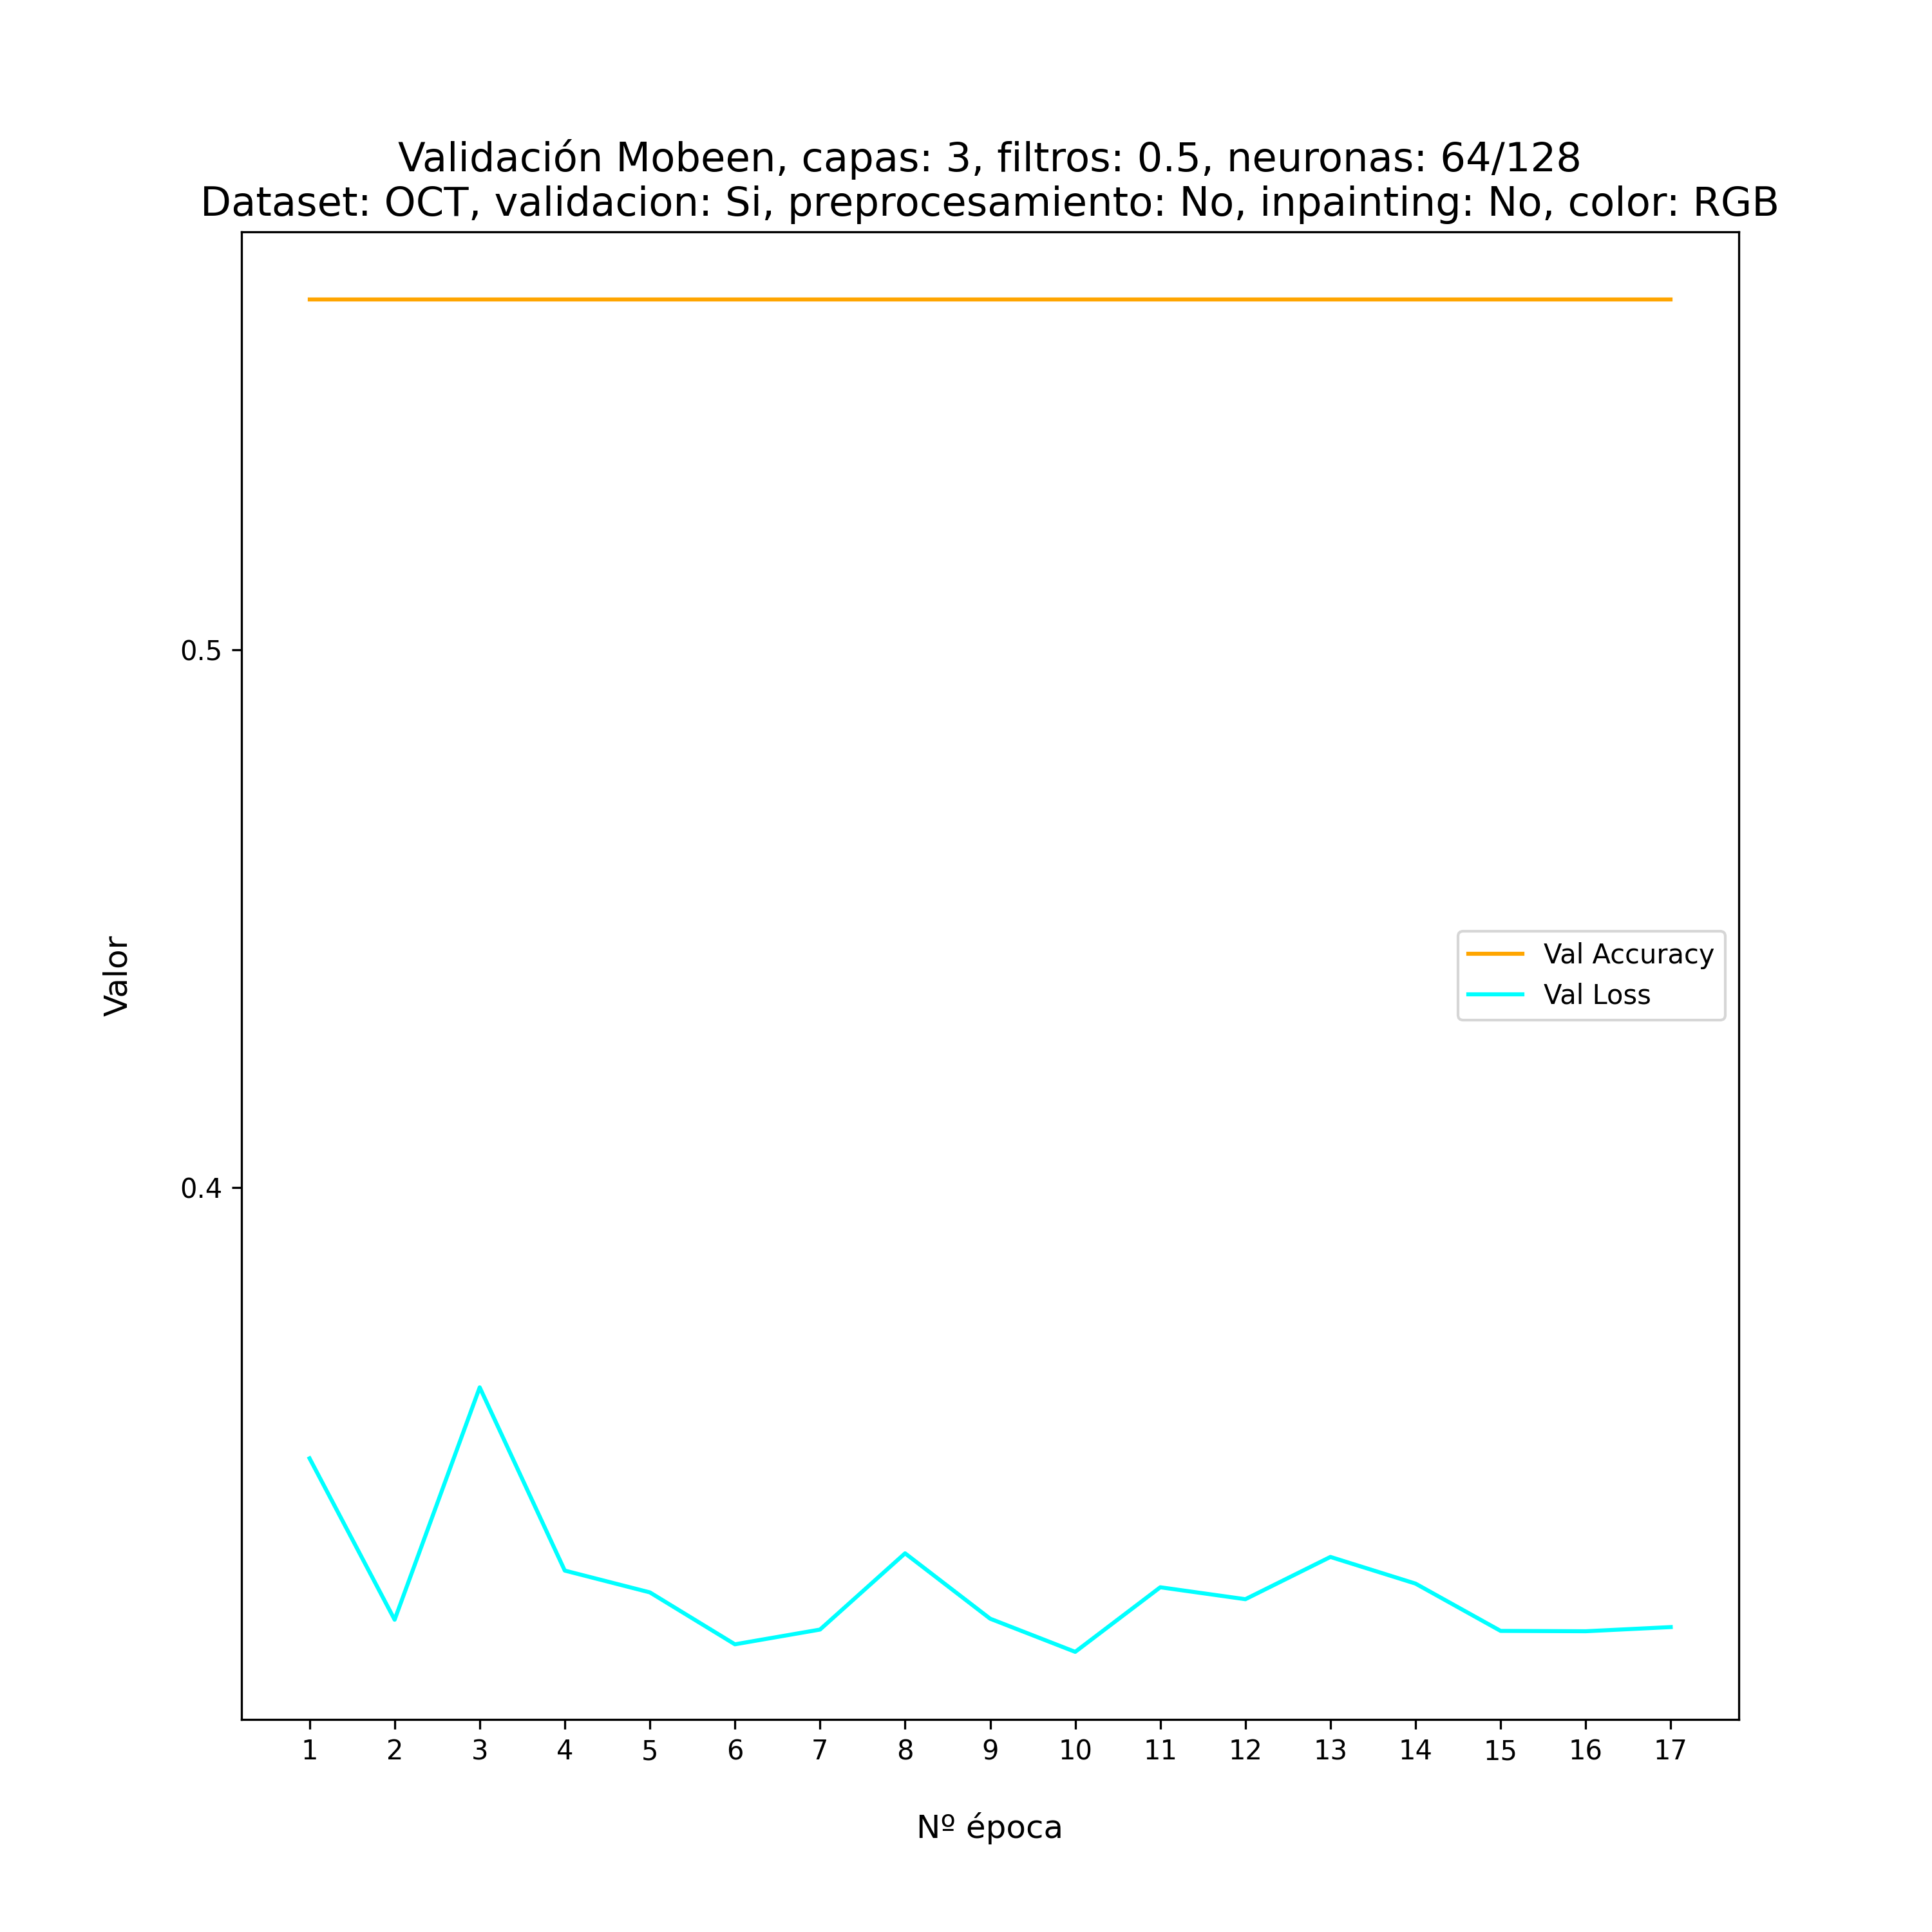 Validación Mobeen, capas: 3, filtros: 0.5, neuronas: 64/128
Dataset: OCT, validacion: Si, preprocesamiento: No, inpainting: No, color: RGB
0.5
Valor
Val Accuracy
Val Loss
0.4
1 2 3 4 5 6 7 8 9 10 11 12 13 14 15 16 17
Nº época